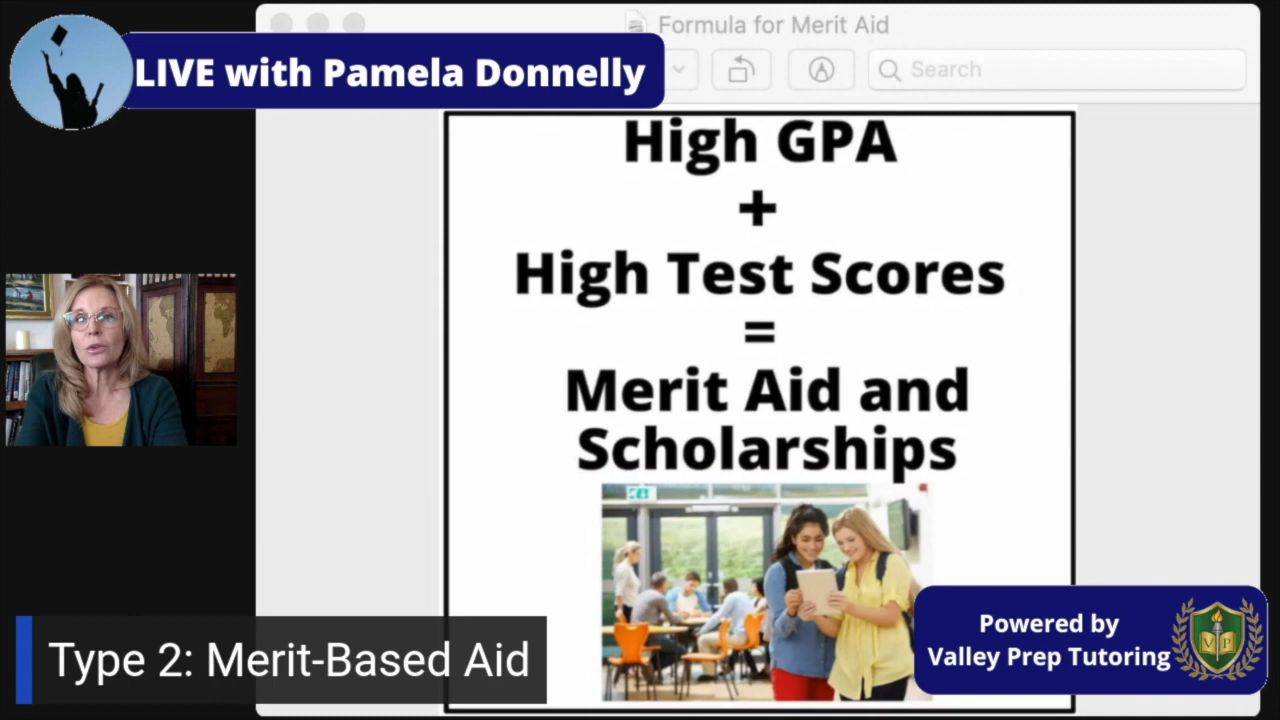 Formula for Merit Aid
LIVE with Pamela Donnelly
Search
High GPA
+
High Test Scores
=
Merit Aid and
Scholarships
Type 2: Merit-Based Aid
Powered by
Valley Prep Tutoring
VP